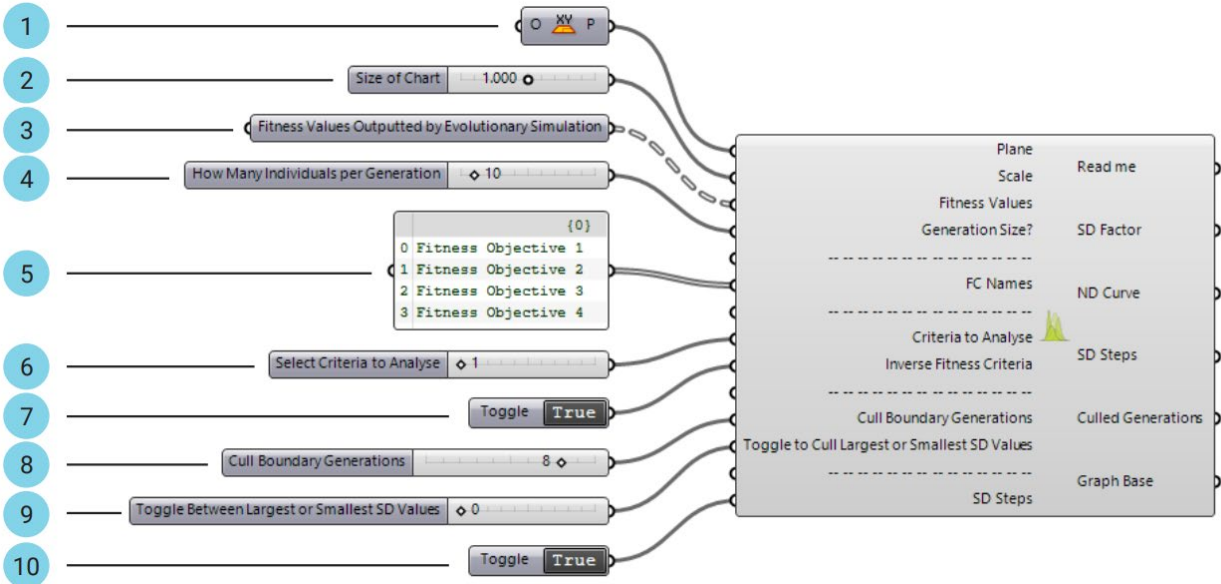 1
O XY P
2
Size of Chart 1.000
3
Fitness Values Outputted by Evolutionary Simulation
4
How Many Individuals per Generation 10
5
{0}
0 Fitness Objective 1
1 Fitness Objective 2
2 Fitness Objective 3
3 Fitness Objective 4
6
Select Criteria to Analyse 1
7
Toggle True
8
Cull Boundary Generations 8
9
Toggle Between Largest or Smallest SD Values 0
10
Toggle True
Plane
Scale
Fitness Values
Generation Size?
-- -- -- -- -- -- -- -- -- -- -- --
FC Names
-- -- -- -- -- -- -- -- -- -- -- --
Criteria to Analyse
Inverse Fitness Criteria
-- -- -- -- -- -- -- -- -- -- -- --
Cull Boundary Generations
Toggle to Cull Largest or Smallest SD Values
-- -- -- -- -- -- -- -- -- -- -- --
SD Steps
Read me
SD Factor
ND Curve
SD Steps
Culled Generations
Graph Base